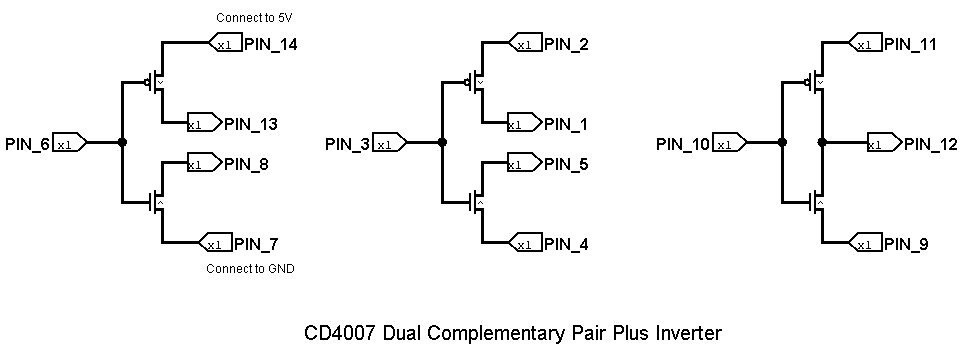 Connect to 5V
x1 PIN_14
x1 PIN_2
x1 PIN_11
x1 PIN_13
x1 PIN_1
PIN_6 x1
PIN_3 x1
PIN_10 x1
x1 PIN_12
x1 PIN_8
x1 PIN_5
x1 PIN_7
x1 PIN_4
x1 PIN_9
Connect to GND
CD4007 Dual Complementary Pair Plus Inverter